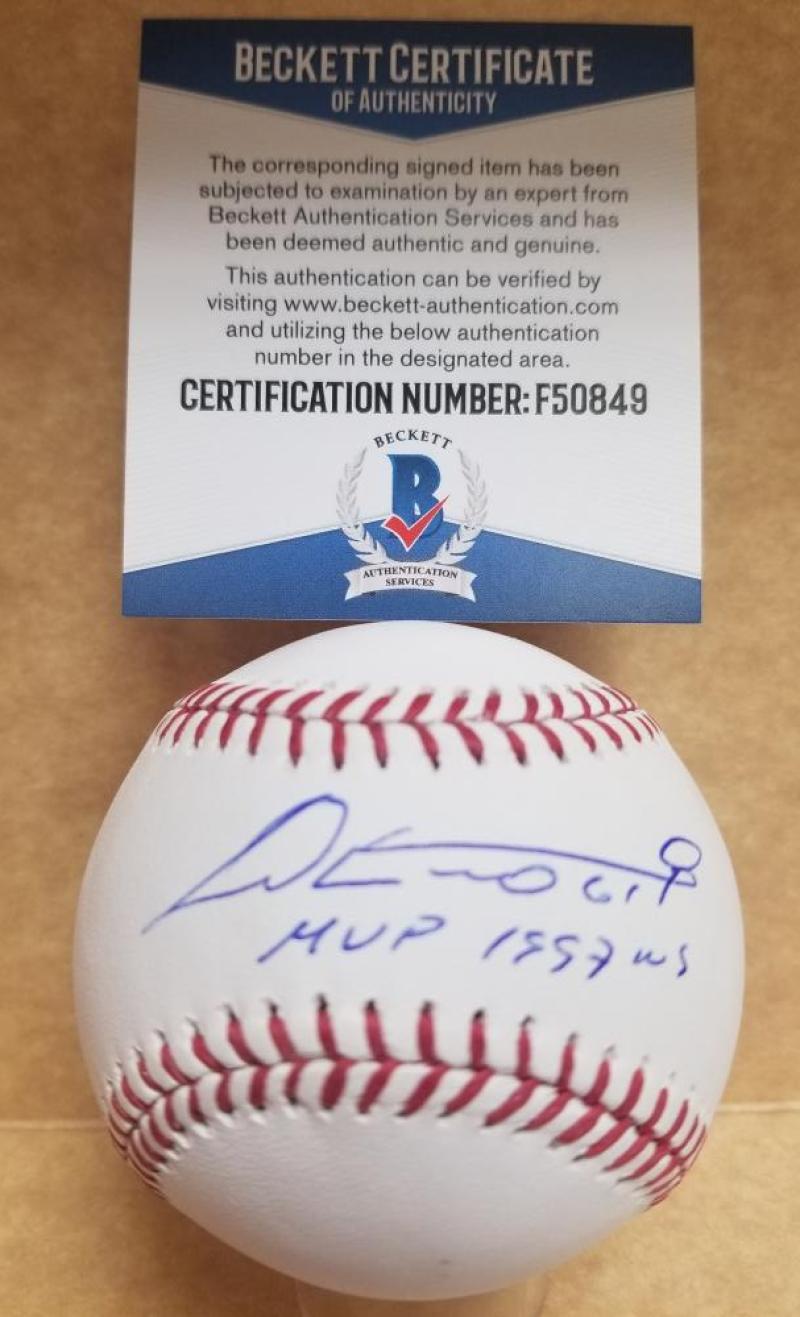 BECKETT CERTIFICATE
OF AUTHENTICITY
The corresponding signed item has been
subjected to examination by an expert from
Beckett Authentication Services and has
been deemed authentic and genuine.
This authentication can be verified by
visiting www.beckett-authentication.com
and utilizing the below authentication
number in the designated area.
CERTIFICATION NUMBER: F50849
BECKETT
B
AUTHENTICATION
SERVICES
MVP 1997 WS